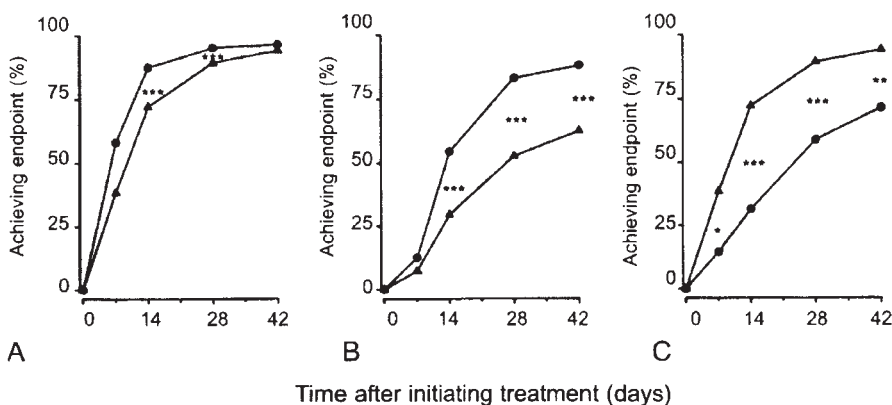 Achieving endpoint (%)
100
75
50
25
0
***
***
0 14 28 42
A
Achieving endpoint (%)
100
75
50
25
0
***
***
***
0 14 28 42
B
Achieving endpoint (%)
100
75
50
25
0
*
***
***
**
0 14 28 42
C
Time after initiating treatment (days)